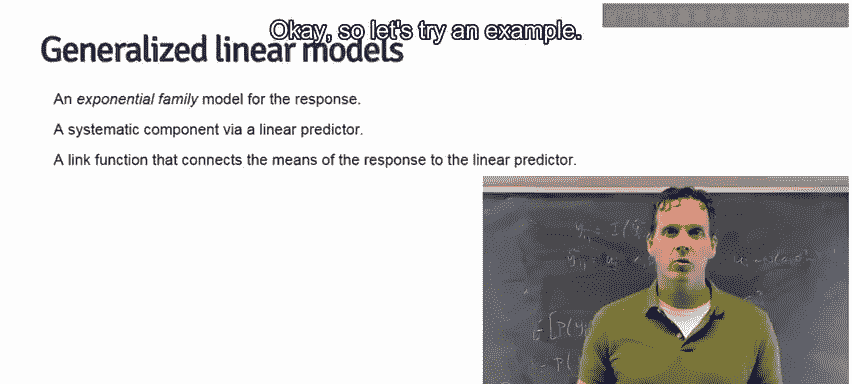 Okay, so let's try an example.
Generalized linear models
An exponential family model for the response.
A systematic component via a linear predictor.
A link function that connects the means of the response to the linear predictor.